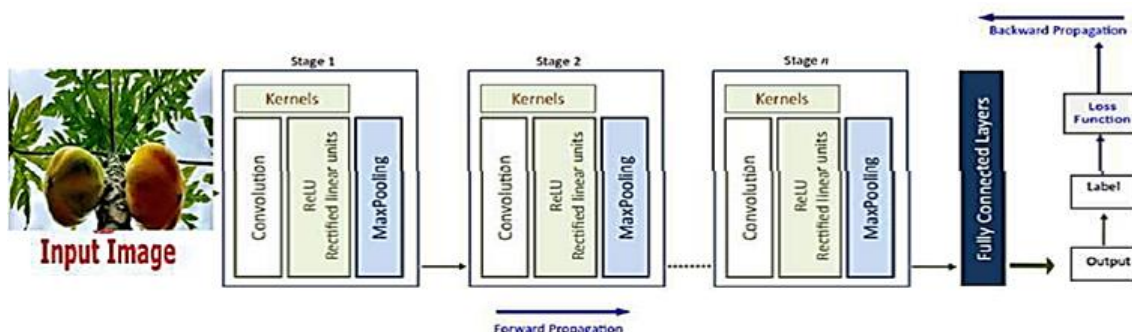 Backward Propagation
Stage 1
Stage 2
Stage n
Kernels
Kernels
Kernels
Convolution
ReLU
Rectified linear units
MaxPooling
Convolution
ReLU
Rectified linear units
MaxPooling
Convolution
ReLU
Rectified linear units
MaxPooling
Fully Connected Layers
Loss
Function
Label
Output
Input Image
Forward Propagation